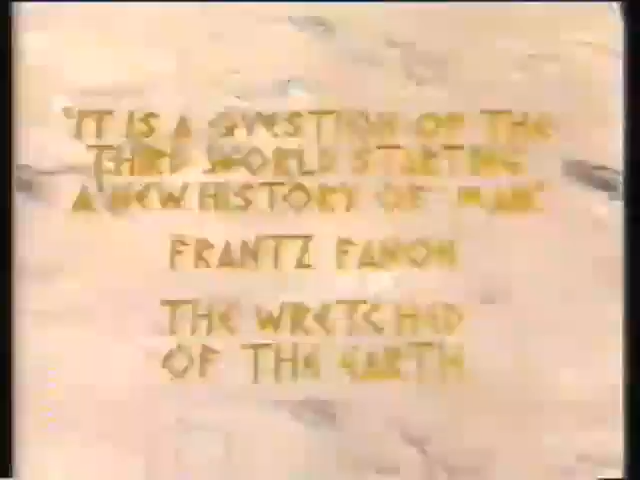 "IT IS A QUESTION OF THE
THIRD WORLD STARTING
A NEW HISTORY OF MAN"
FRANTZ FANON
THE WRETCHED
OF THE EARTH